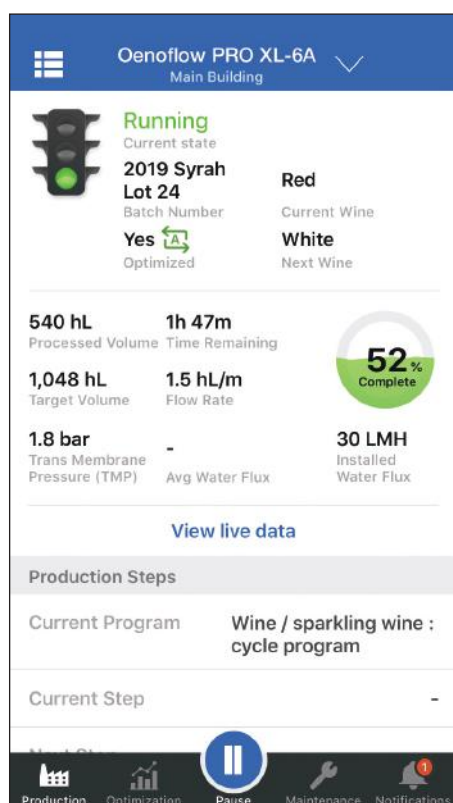 Oenoflow PRO XL-6A
Main Building
Running
Current state
2019 Syrah
Lot 24
Batch Number
Red
Current Wine
Yes A
Optimized
White
Next Wine
540 hL
Processed Volume
1h 47m
Time Remaining
52%
Complete
1,048 hL
Target Volume
1.5 hL/m
Flow Rate
1.8 bar
Trans Membrane
Pressure (TMP)
-
Avg Water Flux
30 LMH
Installed
Water Flux
View live data
Production Steps
Current Program
Wine / sparkling wine :
cycle program
Current Step
-
Next Step
Production Optimization Pause Maintenance Notifications
1